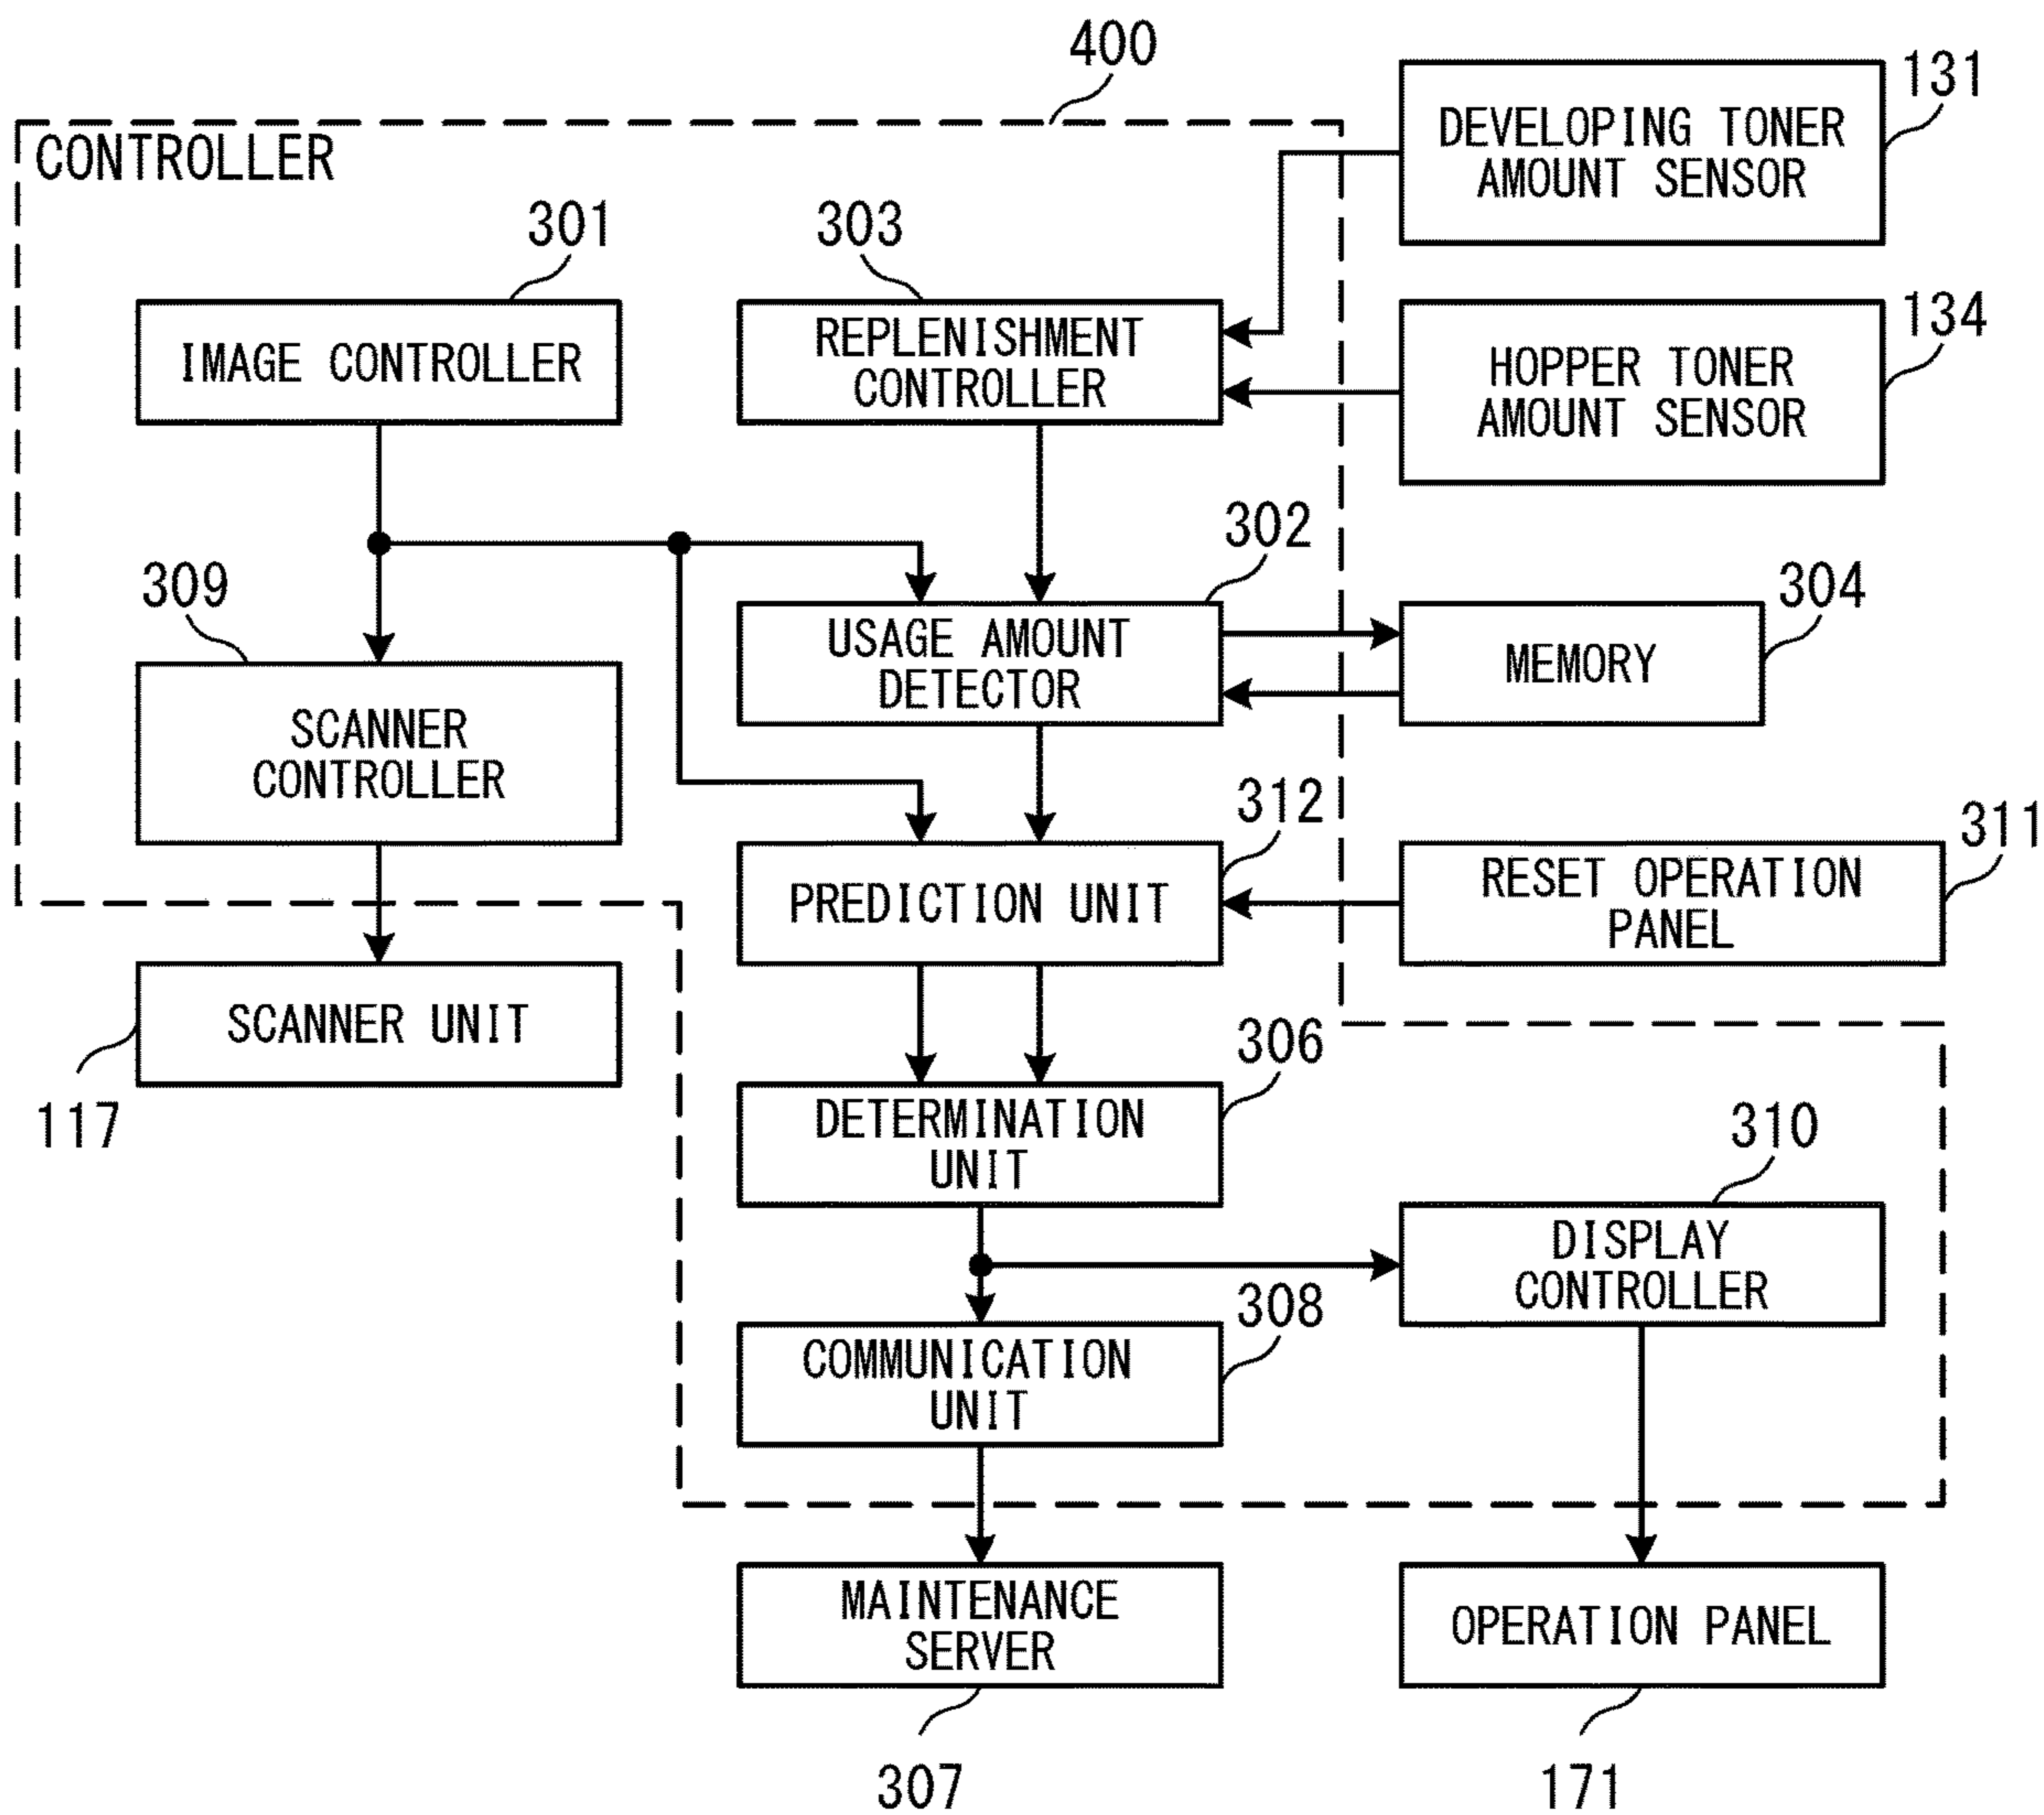 400
CONTROLLER
131
DEVELOPING TONER
AMOUNT SENSOR
301
IMAGE CONTROLLER
303
REPLENISHMENT
CONTROLLER
134
HOPPER TONER
AMOUNT SENSOR
302
USAGE AMOUNT
DETECTOR
304
MEMORY
309
SCANNER
CONTROLLER
312
PREDICTION UNIT
311
RESET OPERATION
PANEL
SCANNER UNIT
117
306
DETERMINATION
UNIT
310
DISPLAY
CONTROLLER
308
COMMUNICATION
UNIT
MAINTENANCE
SERVER
307
OPERATION PANEL
171